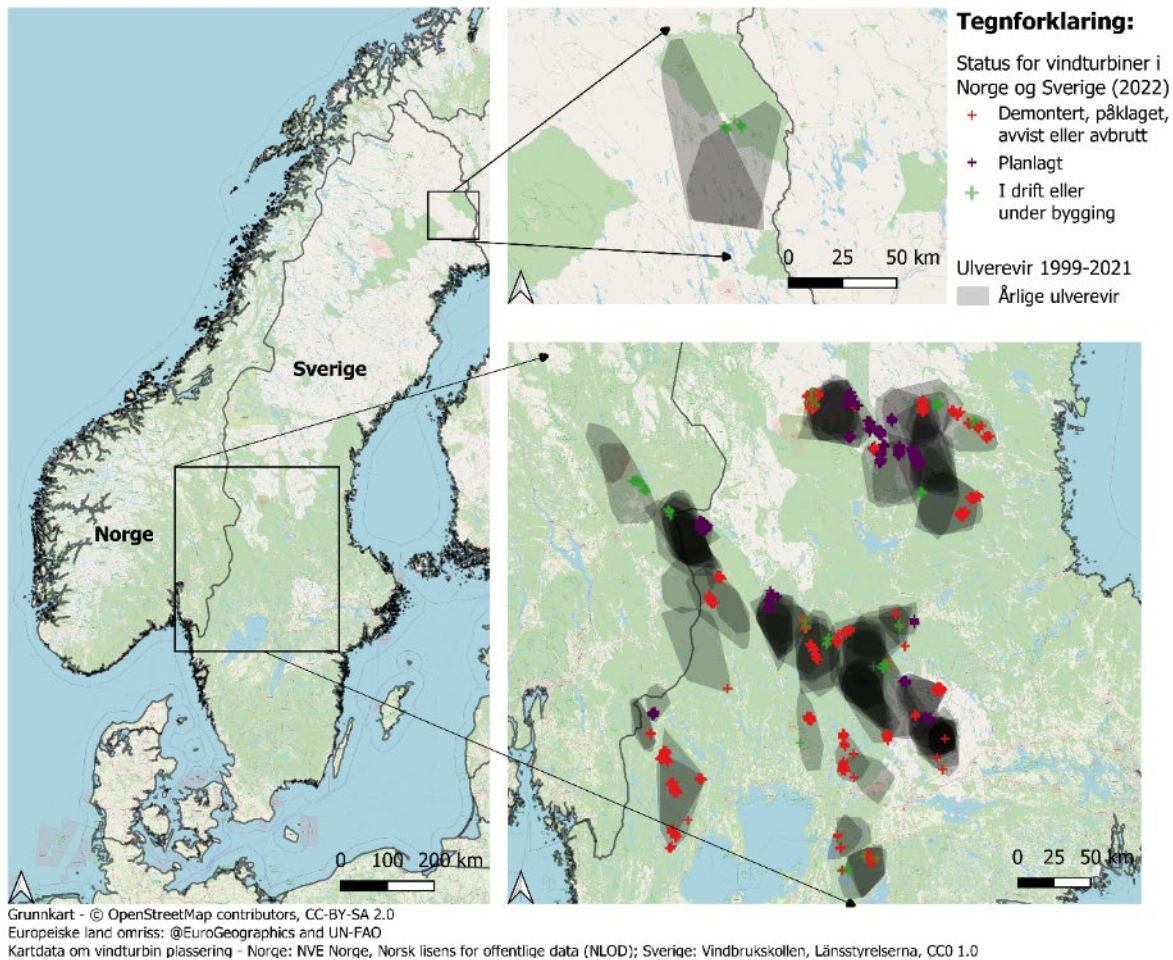 Norge
Sverige
0 100 200 km
0 25 50 km
Tegnforklaring:
Status for vindturbiner i
Norge og Sverige (2022)
Demontert, påklaget,
avvist eller avbrutt
Planlagt
I drift eller
under bygging
Ulverevir 1999-2021
Årlige ulverevir
0 25 50 km
Grunnkart - © OpenStreetMap contributors, CC-BY-SA 2.0
Europeiske land omriss: @EuroGeographics and UN-FAO
Kartdata om vindturbin plassering - Norge: NVE Norge, Norsk lisens for offentlige data (NLOD); Sverige: Vindbrukskollen, Länsstyrelserna, CC0 1.0